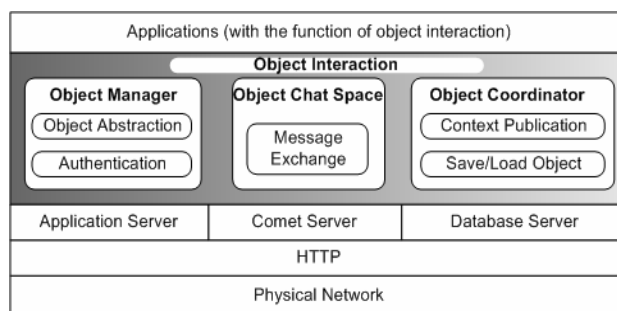 Applications (with the function of object interaction)
Object Interaction
Object Manager
Object Abstraction
Authentication
Object Chat Space
Message
Exchange
Object Coordinator
Context Publication
Save/Load Object
Application Server
Comet Server
Database Server
HTTP
Physical Network